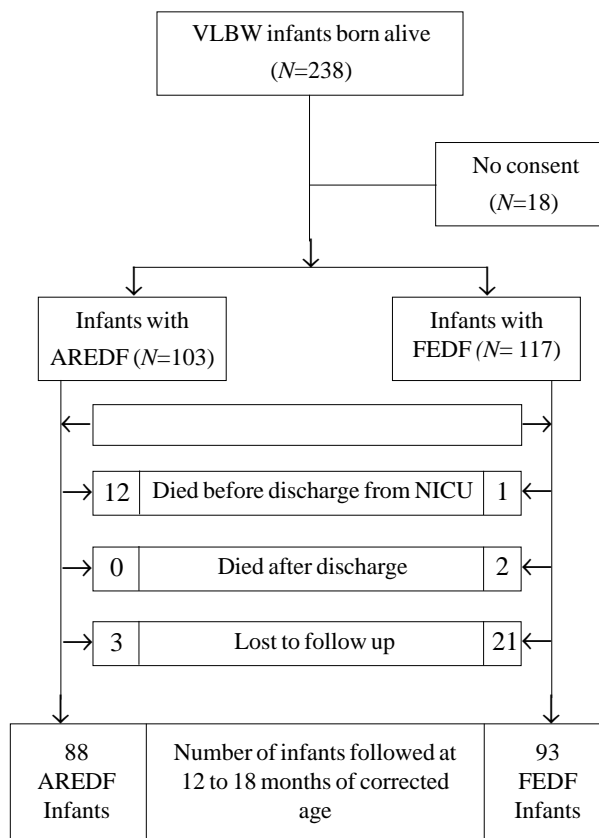 VLBW infants born alive
(N=238)
No consent
(N=18)
Infants with
AREDF (N=103)
Infants with
FEDF (N= 117)
12 Died before discharge from NICU 1
0 Died after discharge 2
3 Lost to follow up 21
88
AREDF
Infants
Number of infants followed at
12 to 18 months of corrected
age
93
FEDF
Infants